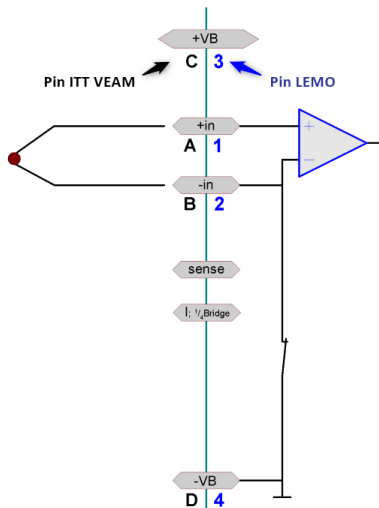 +VB
C 3
Pin ITT VEAM
Pin LEMO
+in
+
A 1
-in
−
B 2
sense
I; 1/4Bridge
-VB
D 4